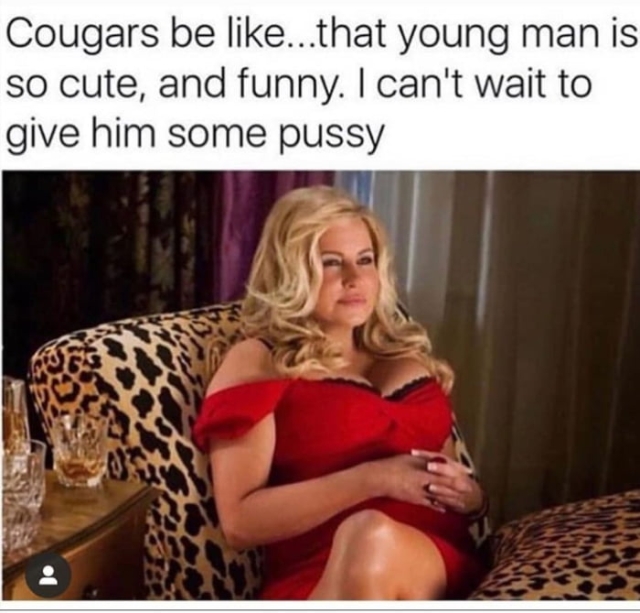 Cougars be like...that young man is
so cute, and funny. I can't wait to
give him some pussy